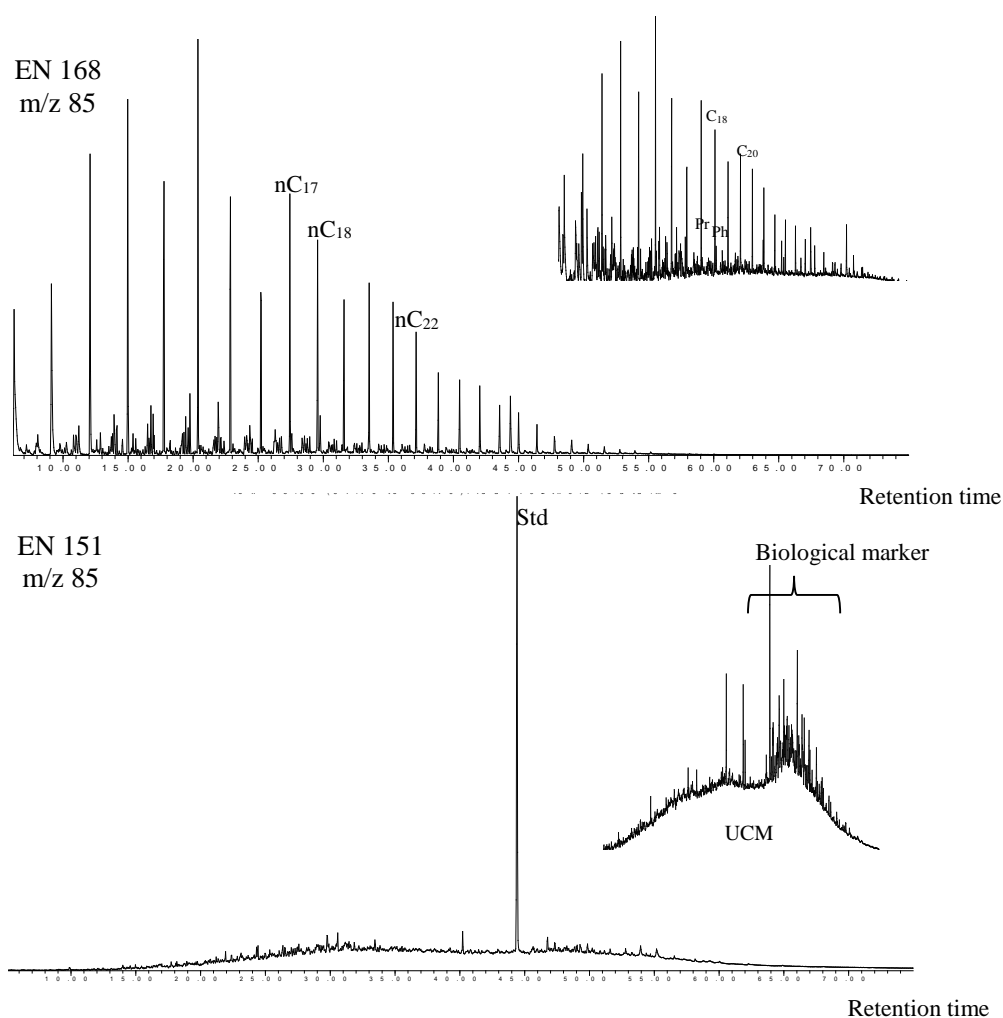 EN 168
m/z 85
nC17
nC18
nC22
C18
C20
Pr
Ph
10.00 15.00 20.00 25.00 30.00 35.00 40.00 45.00 50.00 55.00 60.00 65.00 70.00
Retention time
EN 151
m/z 85
Std
Biological marker
UCM
10.00 15.00 20.00 25.00 30.00 35.00 40.00 45.00 50.00 55.00 60.00 65.00 70.00
Retention time